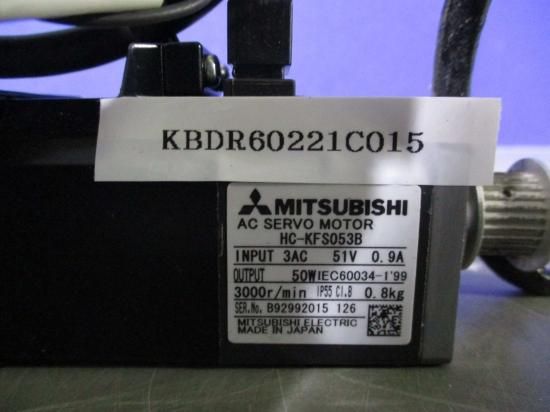 KBDR60221C015
MITSUBISHI
AC SERVO MOTOR
HC-KFS053B
INPUT 3AC 51V 0.9A
OUTPUT 50W IEC60034-1'99
3000r/min IP55 Cl.B 0.8kg
SER.No. B92992015 126
MITSUBISHI ELECTRIC
MADE IN JAPAN